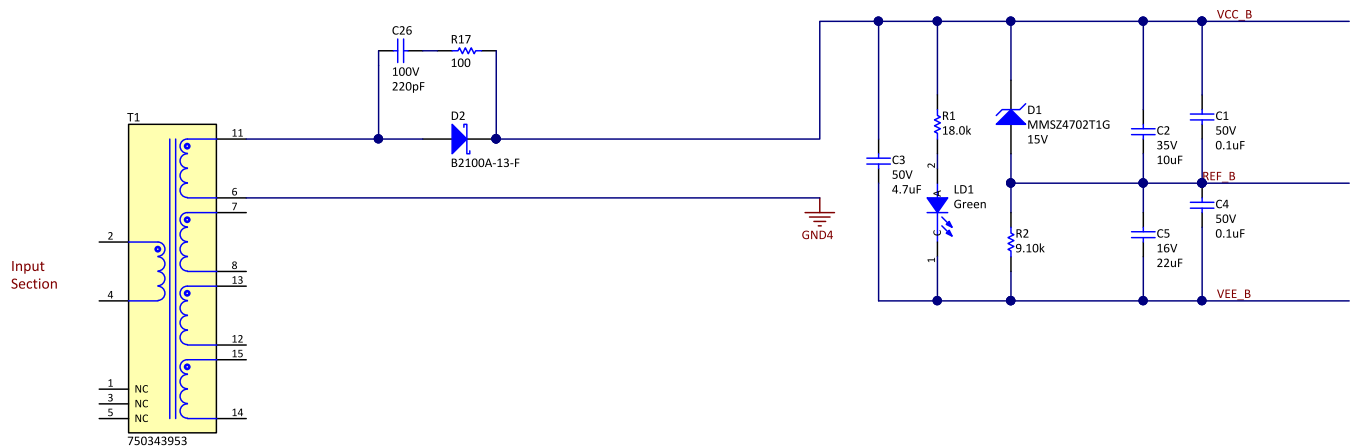 VCC_B
C26
R17
100V
220pF
100
T1
11
D2
B2100A-13-F
R1
18.0k
D1
MMSZ4702T1G
15V
C2
35V
10uF
C1
50V
0.1uF
C3
50V
4.7uF
2
A
LD1
Green
C
1
REF_B
6
7
GND4
R2
9.10k
C5
16V
22uF
C4
50V
0.1uF
2
Input
Section
8
13
4
VEE_B
12
15
1
NC
3
NC
5
NC
14
750343953